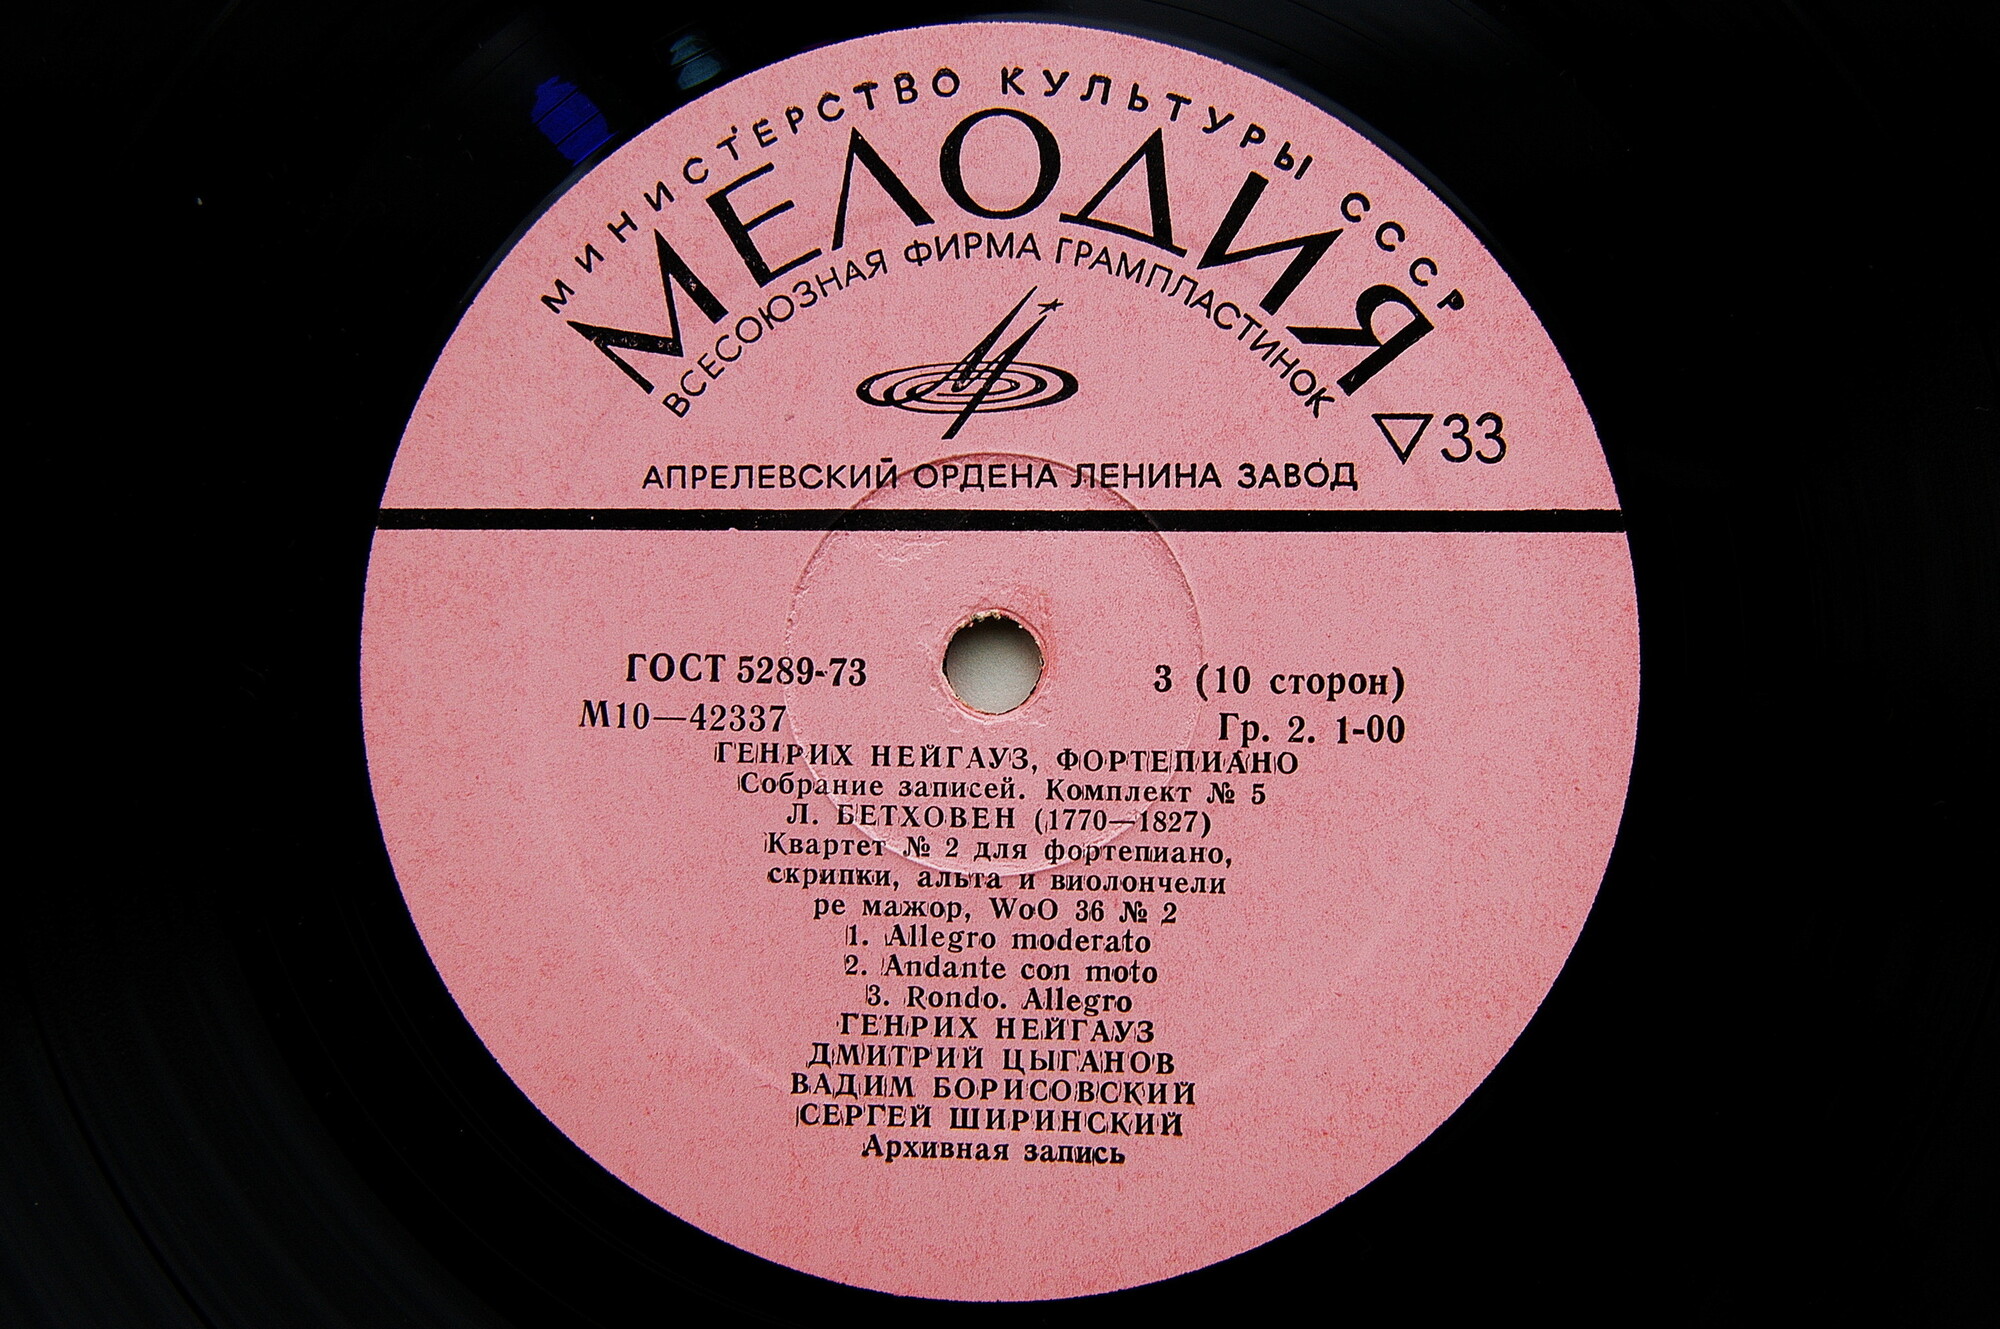 МИНИСТЕРСТВО КУЛЬТУРЫ СССР
МЕЛОДИЯ
ВСЕСОЮЗНАЯ ФИРМА ГРАМПЛАСТИНОК
33
АПРЕЛЕВСКИЙ ОРДЕНА ЛЕНИНА ЗАВОД
ГОСТ 5289-73
3 (10 сторон)
М10—42337
Гр. 2. 1-00
ГЕНРИХ НЕЙГАУЗ, ФОРТЕПИАНО
Собрание записей. Комплект № 5
Л. БЕТХОВЕН (1770—1827)
Квартет № 2 для фортепиано,
скрипки, альта и виолончели
ре мажор, WoO 36 № 2
1. Allegro moderato
2. Andante con moto
3. Rondo. Allegro
ГЕНРИХ НЕЙГАУЗ
ДМИТРИЙ ЦЫГАНОВ
ВАДИМ БОРИСОВСКИЙ
СЕРГЕЙ ШИРИНСКИЙ
Архивная запись